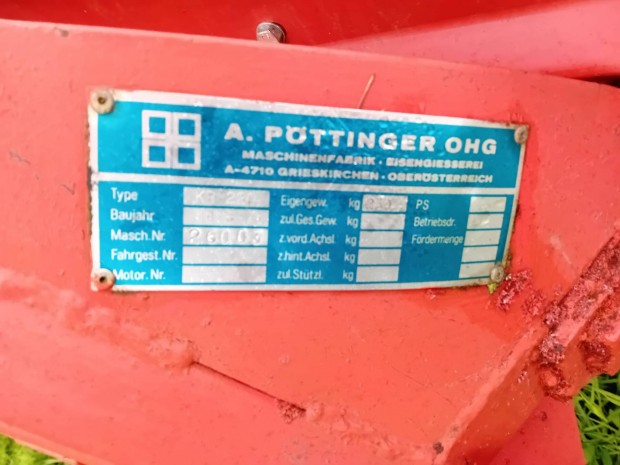 A. PÖTTINGER OHG
MASCHINENFABRIK · EISENGIESSEREI
A-4710 GRIESKIRCHEN · OBERÖSTERREICH
Type Eigengew. kg PS
Baujahr zul.Ges.Gew. kg Betriebsdr.
Masch.Nr. kg Fördermenge z.vord.Achsl.
Fahrgest.Nr. z.hint.Achsl. kg
Motor.Nr. zul.Stützl. kg